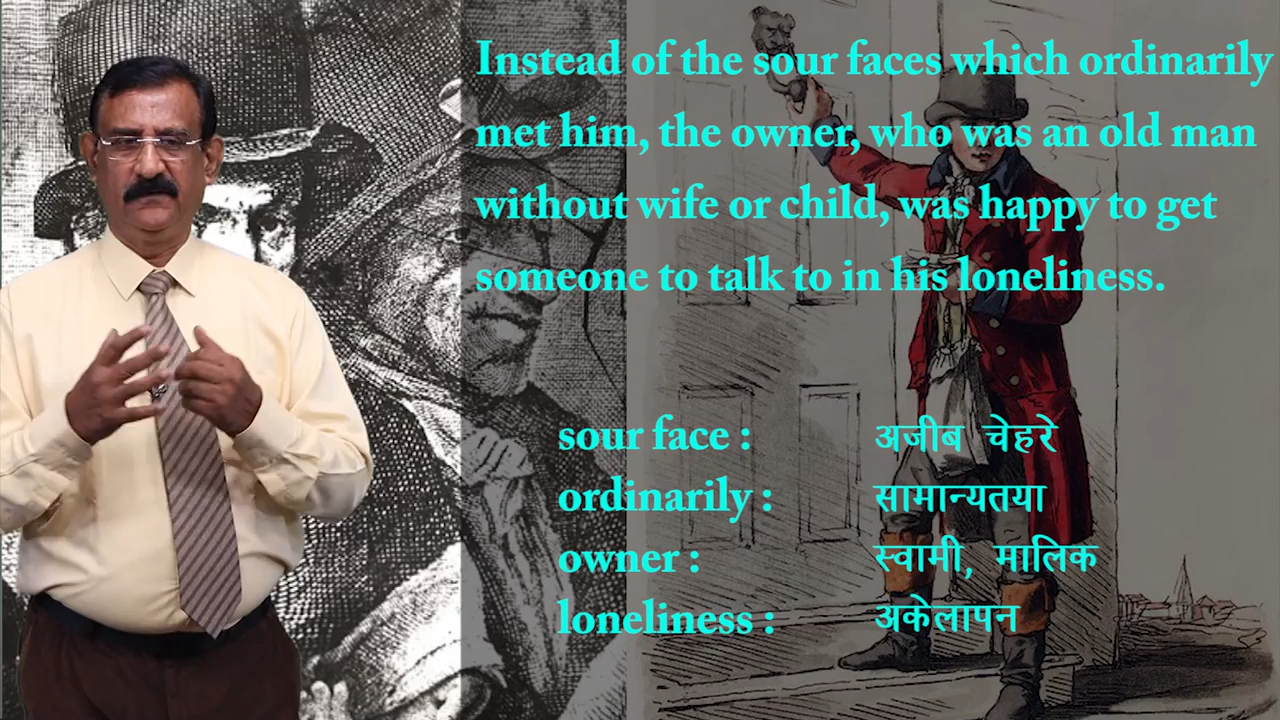 Instead of the sour faces which ordinarily
met him, the owner, who was an old man
without wife or child, was happy to get
someone to talk to in his loneliness.
sour face : अजीब चेहरे
ordinarily : सामान्यतया
owner : स्वामी, मालिक
loneliness : अकेलापन